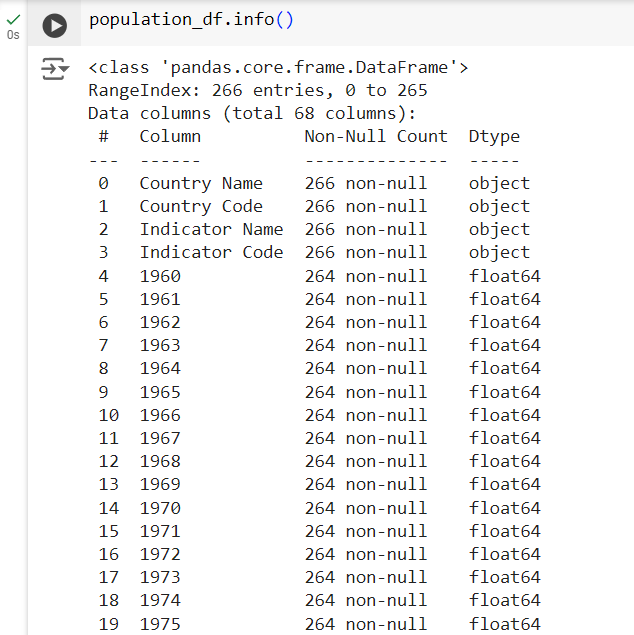 population_df.info()
0s
<class 'pandas.core.frame.DataFrame'>
RangeIndex: 266 entries, 0 to 265
Data columns (total 68 columns):
 #   Column          Non-Null Count  Dtype
---  ------          --------------  -----
 0   Country Name    266 non-null    object
 1   Country Code    266 non-null    object
 2   Indicator Name  266 non-null    object
 3   Indicator Code  266 non-null    object
 4   1960            264 non-null    float64
 5   1961            264 non-null    float64
 6   1962            264 non-null    float64
 7   1963            264 non-null    float64
 8   1964            264 non-null    float64
 9   1965            264 non-null    float64
 10  1966            264 non-null    float64
 11  1967            264 non-null    float64
 12  1968            264 non-null    float64
 13  1969            264 non-null    float64
 14  1970            264 non-null    float64
 15  1971            264 non-null    float64
 16  1972            264 non-null    float64
 17  1973            264 non-null    float64
 18  1974            264 non-null    float64
 19  1975            264 non-null    float64